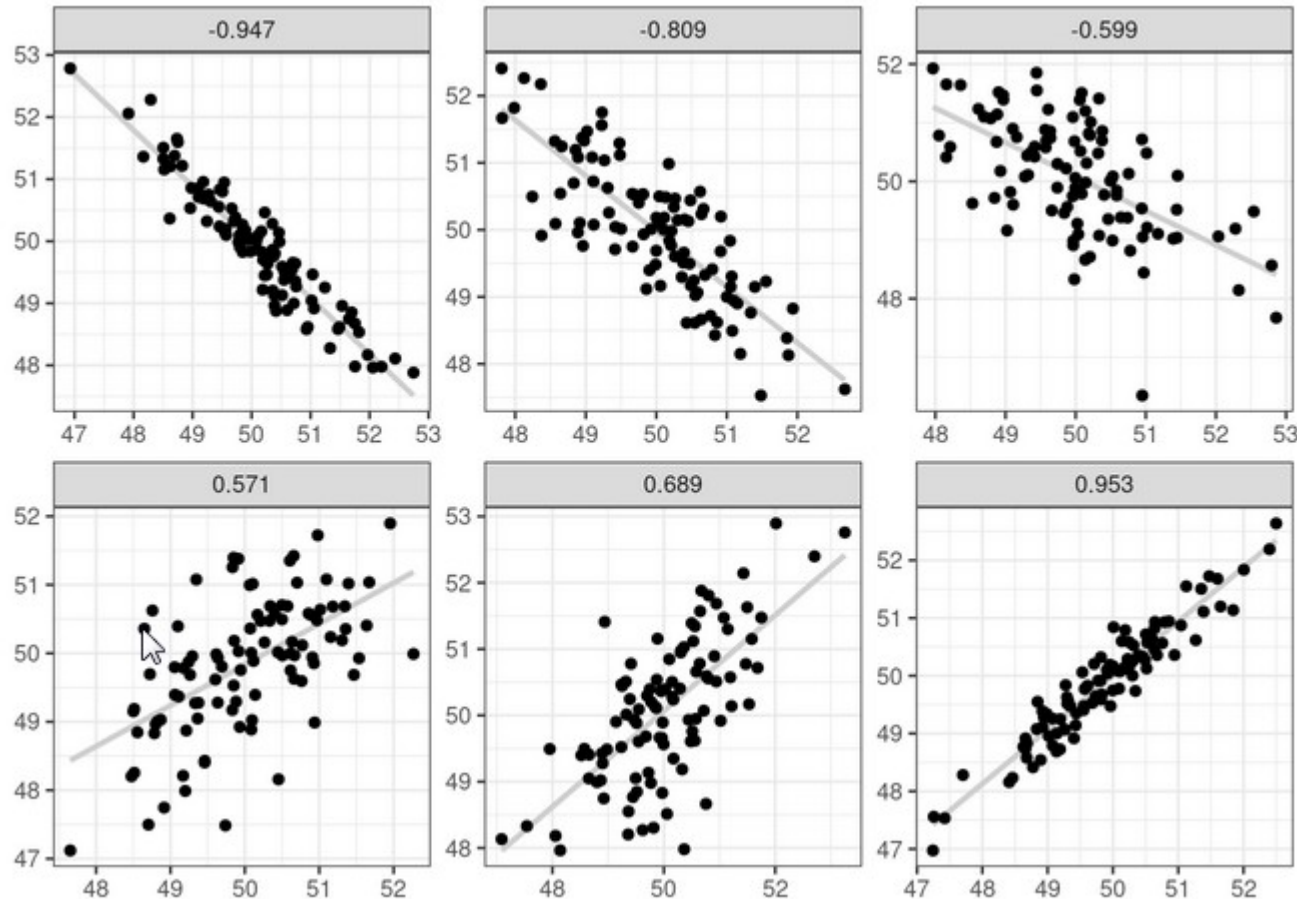 -0.947 -0.809 -0.599
53 52 51 50 49 48
52 51 50 49 48
52 50 48
47 48 49 50 51 52 53
48 49 50 51 52
48 49 50 51 52 53
0.571 0.689 0.953
52 51 50 49 48 47
53 52 51 50 49 48
52 51 50 49 48 47
48 49 50 51 52
48 50 52
47 48 49 50 51 52